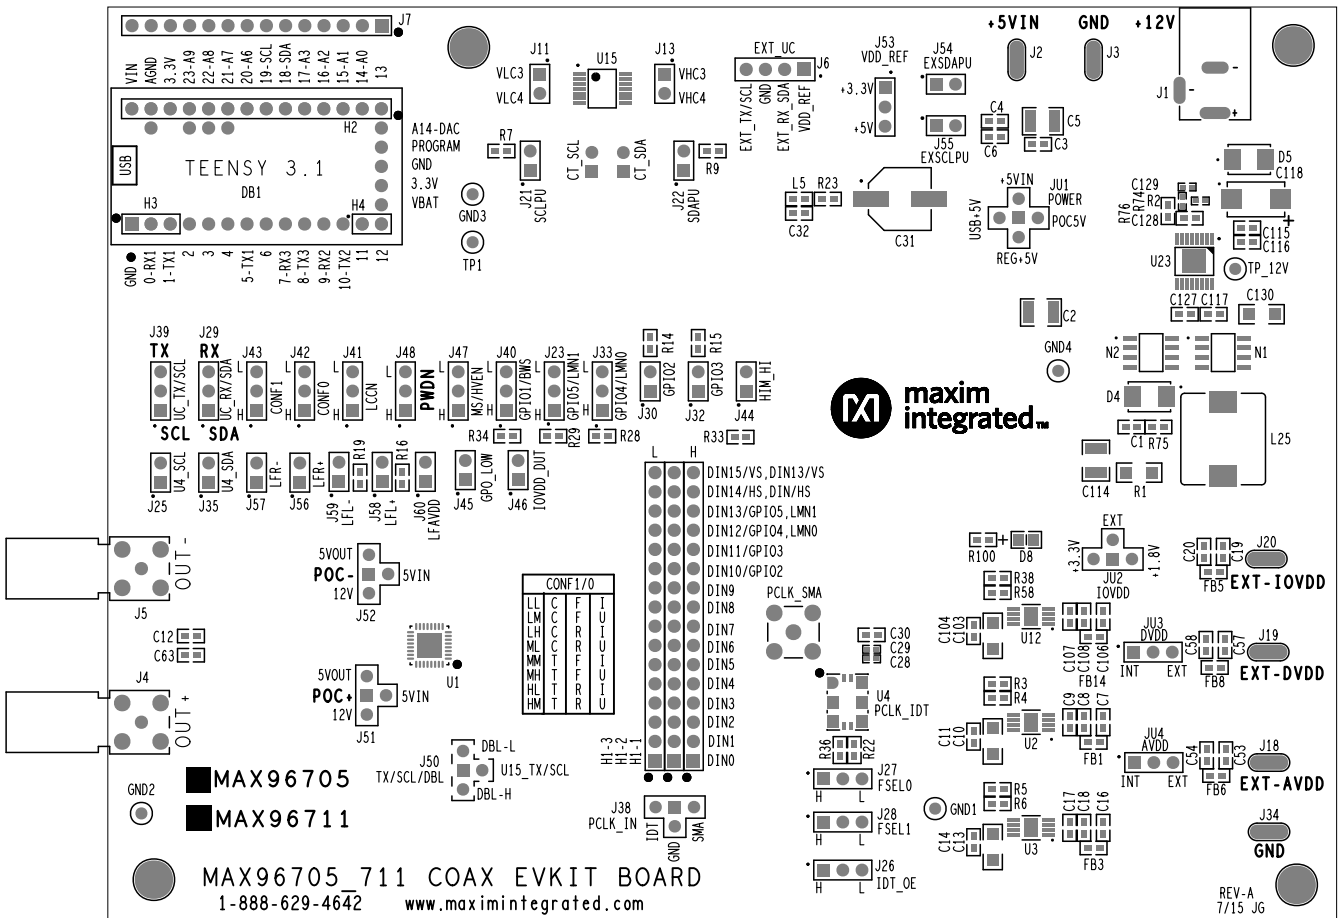 J7
+5VIN GND +12V
VIN AGND 3.3V 23-A9 22-A8 21-A7 20-A6 19-SCL 18-SDA 17-A3 16-A2 15-A1 14-A0 13
J11 U15 J13
VLC3 VHC3
VLC4 VHC4
EXT_UC J6
EXT_TX/SCL GND EXT_RX_SDA VDD_REF
J53 VDD_REF
+3.3V
+5V
J54
EXSDAPU
J55
EXSCLPU
J2 J3 J1
- - +
C4 C5
C6 C3
H2
A14-DAC
PROGRAM
GND
3.3V
VBAT
USB
TEENSY 3.1
DB1
H3 H4
GND 0-RX1 1-TX1 2 3 4 5-TX1 6 7-RX3 8-TX3 9-RX2 10-TX2 11 12
GND3
TP1
R7
J21 SCLPU
CT_SCL CT_SDA
J22 SDAPU
R9
L5 R23
C32
C31
+5VIN JU1
POWER
USB+5V POC5V
REG+5V
D5
C118
+
C129
R2
R76 R74
C128
C115
C116
U23
TP_12V
C127 C117 C130
C2
GND4
N2 N1
D4
C1 R75
L25
C114 R1
J39 J29 J43 J42 J41 J48 J47 J40 J23 J33
TX RX
L L L L L L L L
UC_TX/SCL UC_RX/SDA CONF1 CONF0 LCCN PWDN MS/HVEN GPIO1/BWS GPIO5/LMN1 GPIO4/LMN0
H H H H H H H H
SCL SDA
R14 R15
GPIO2 GPIO3 HIM_HI
J30 J32 J44
R34 R29 R28 R33
maxim
integrated™
U4_SCL U4_SDA LFR- LFR+ R19 R16
J25 J35 J57 J56 J59 LFL- J58 LFL+ J60 LFAVDD J45 GPO_LOW J46 IOVDD_DUT
L H
DIN15/VS,DIN13/VS
DIN14/HS,DIN/HS
DIN13/GPIO5,LMN1
DIN12/GPIO4,LMN0
DIN11/GPIO3
DIN10/GPIO2
DIN9
DIN8
DIN7
DIN6
DIN5
DIN4
DIN3
DIN2
DIN1
DIN0
H1-3 H1-2 H1-1
OUT-
J5
C12
C63
J4
OUT+
5VOUT
POC- 5VIN
12V
J52
5VOUT
POC+ 5VIN
12V
J51
U1
CONF1/0
LL C F I
LM C F U
LH C R I
ML C R U
MM T F I
MH T F U
HL T R I
HM T R U
PCLK_SMA
C30
C29
C28
U4
PCLK_IDT
R36 R22
R100 + D8
R38
R58
EXT
+3.3V +1.8V
JU2
IOVDD
C20 C19
FB5
J20
EXT-IOVDD
C104 C103
U12
C107 C108 C106
FB14
JU3
DVDD
INT EXT
C58 C57
FB8
J19
EXT-DVDD
R3
R4
C11 C10
U2
C9 C8 C7
FB1
JU4
AVDD
INT EXT
C54 C53
FB6
J18
EXT-AVDD
R5
R6
GND1
C14 C13
U3
C17 C18 C16
FB3
J34
GND
J50
TX/SCL/DBL
DBL-L
U15_TX/SCL
DBL-H
J38
PCLK_IN
IDT GND SMA
J27
FSEL0
H L
J28
FSEL1
H L
J26
IDT_OE
H L
GND2
MAX96705
MAX96711
MAX96705_711 COAX EVKIT BOARD
1-888-629-4642 www.maximintegrated.com
REV-A
7/15 JG